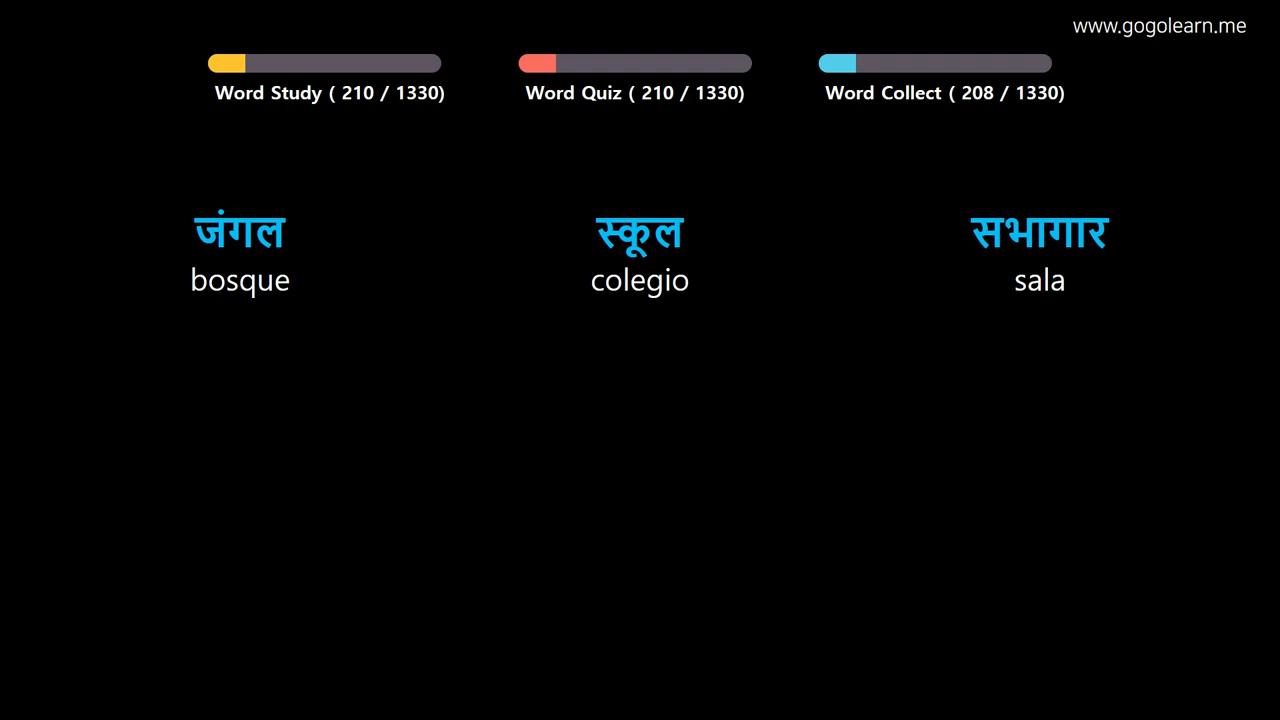 www.gogolearn.me
Word Study ( 210 / 1330)
Word Quiz ( 210 / 1330)
Word Collect ( 208 / 1330)
जंगल
bosque
स्कूल
colegio
सभागार
sala